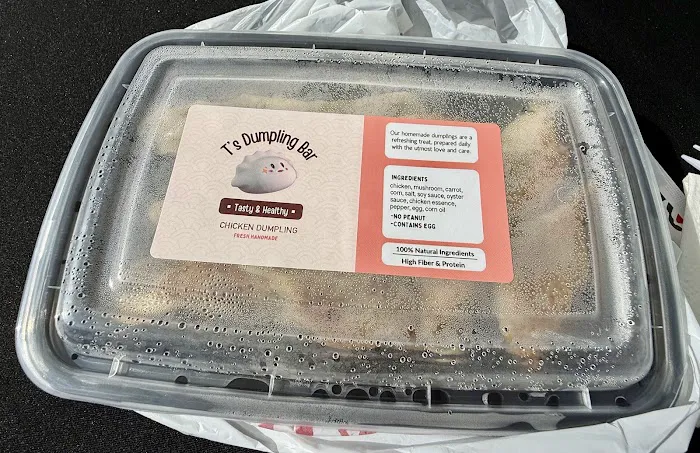 T's Dumpling Bar
• Tasty & Healthy •
CHICKEN DUMPLING
FRESH HANDMADE
Our homemade dumplings are a
refreshing treat, prepared daily
with the utmost love and care.
INGREDIENTS
chicken, mushroom, carrot,
corn, salt, soy sauce, oyster
sauce, chicken essence,
pepper, egg, corn oil
-NO PEANUT
-CONTAINS EGG
100% Natural Ingredients
High Fiber & Protein